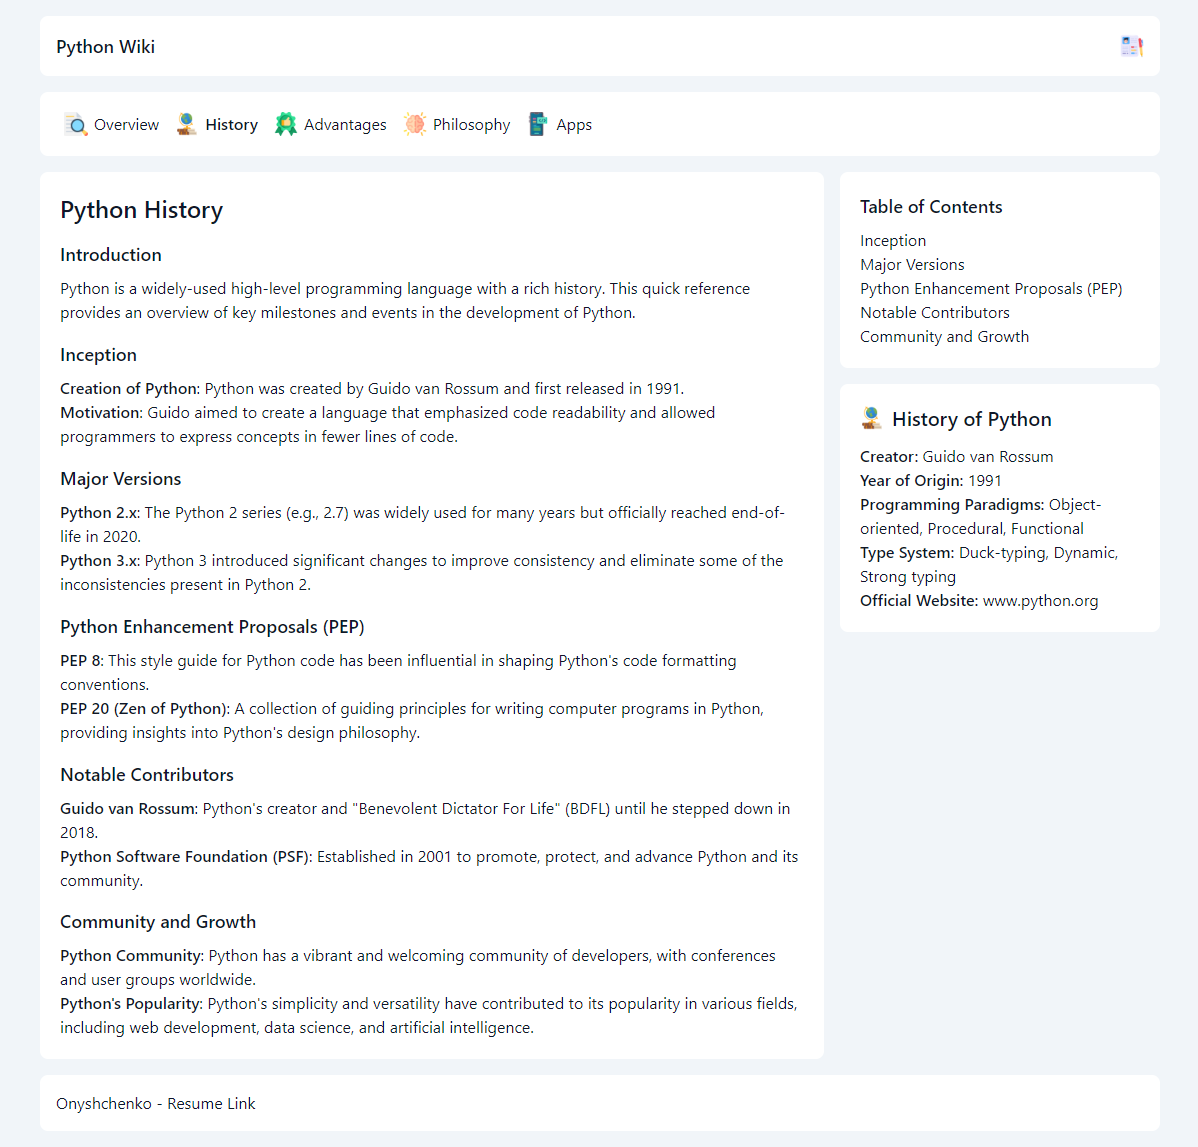 Python Wiki
Overview History Advantages Philosophy Apps
Python History
Introduction
Python is a widely-used high-level programming language with a rich history. This quick reference
provides an overview of key milestones and events in the development of Python.
Inception
Creation of Python: Python was created by Guido van Rossum and first released in 1991.
Motivation: Guido aimed to create a language that emphasized code readability and allowed
programmers to express concepts in fewer lines of code.
Major Versions
Python 2.x: The Python 2 series (e.g., 2.7) was widely used for many years but officially reached end-of-
life in 2020.
Python 3.x: Python 3 introduced significant changes to improve consistency and eliminate some of the
inconsistencies present in Python 2.
Python Enhancement Proposals (PEP)
PEP 8: This style guide for Python code has been influential in shaping Python's code formatting
conventions.
PEP 20 (Zen of Python): A collection of guiding principles for writing computer programs in Python,
providing insights into Python's design philosophy.
Notable Contributors
Guido van Rossum: Python's creator and "Benevolent Dictator For Life" (BDFL) until he stepped down in
2018.
Python Software Foundation (PSF): Established in 2001 to promote, protect, and advance Python and its
community.
Community and Growth
Python Community: Python has a vibrant and welcoming community of developers, with conferences
and user groups worldwide.
Python's Popularity: Python's simplicity and versatility have contributed to its popularity in various fields,
including web development, data science, and artificial intelligence.
Table of Contents
Inception
Major Versions
Python Enhancement Proposals (PEP)
Notable Contributors
Community and Growth
History of Python
Creator: Guido van Rossum
Year of Origin: 1991
Programming Paradigms: Object-
oriented, Procedural, Functional
Type System: Duck-typing, Dynamic,
Strong typing
Official Website: www.python.org
Onyshchenko - Resume Link